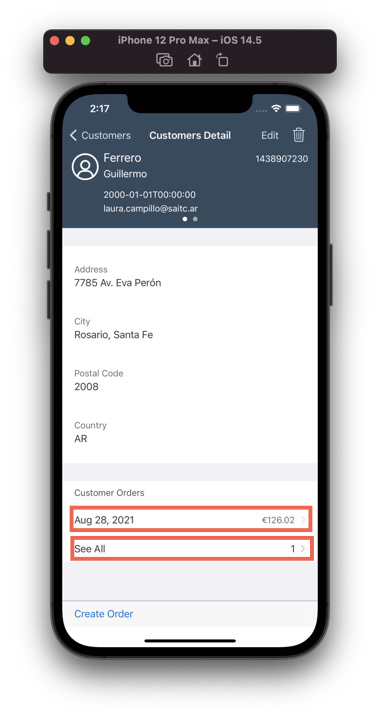 iPhone 12 Pro Max – iOS 14.5
2:17
Customers Customers Detail Edit
Ferrero 1438907230
Guillermo
2000-01-01T00:00:00
laura.campillo@saitc.ar
Address
7785 Av. Eva Perón
City
Rosario, Santa Fe
Postal Code
2008
Country
AR
Customer Orders
Aug 28, 2021 €126.02
See All 1
Create Order